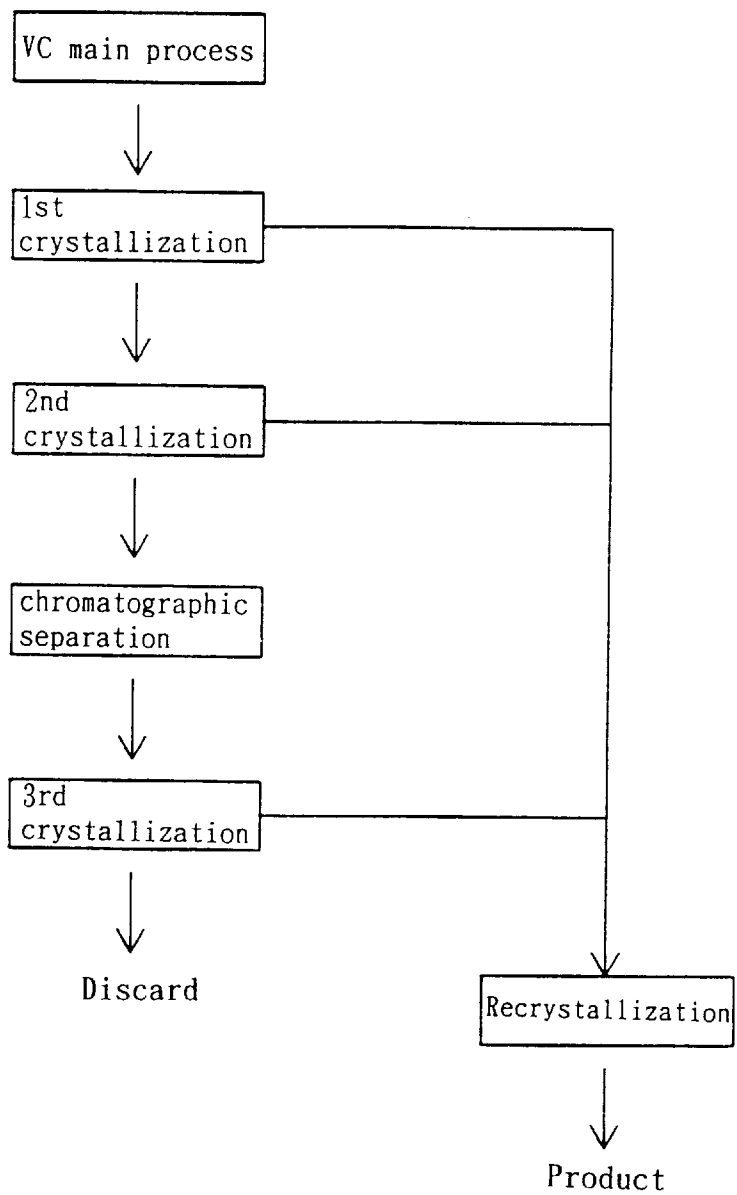 VC main process
1st
crystallization
2nd
crystallization
chromatographic
separation
3rd
crystallization
Discard
Recrystallization
Product